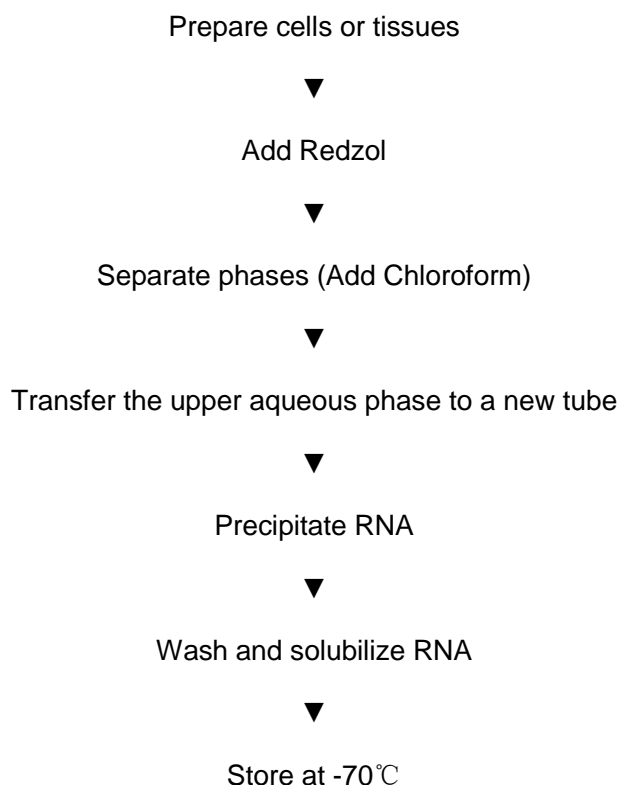 Prepare cells or tissues
▼
Add Redzol
▼
Separate phases (Add Chloroform)
▼
Transfer the upper aqueous phase to a new tube
▼
Precipitate RNA
▼
Wash and solubilize RNA
▼
Store at -70℃